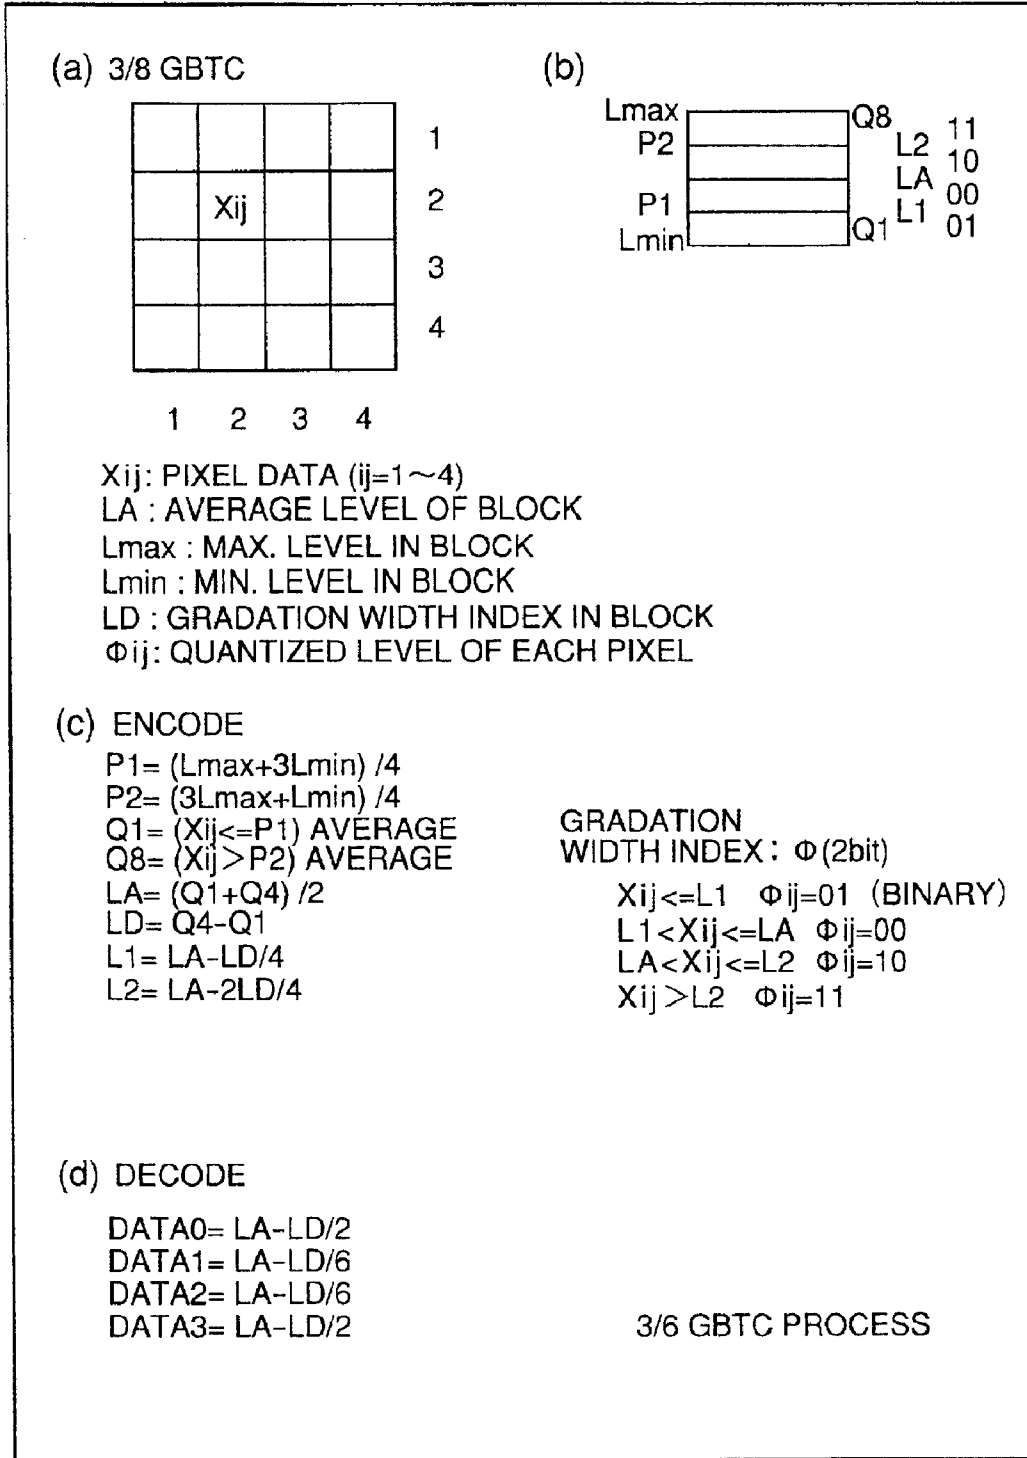 (a) 3/8 GBTC
Xij
1
2
3
4
1 2 3 4
(b)
Lmax
P2
P1
Lmin
Q8
Q1
L2
LA
L1
11
10
00
01
Xij: PIXEL DATA (ij=1~4)
LA : AVERAGE LEVEL OF BLOCK
Lmax : MAX. LEVEL IN BLOCK
Lmin : MIN. LEVEL IN BLOCK
LD : GRADATION WIDTH INDEX IN BLOCK
Φij: QUANTIZED LEVEL OF EACH PIXEL
(c) ENCODE
P1= (Lmax+3Lmin) /4
P2= (3Lmax+Lmin) /4
Q1= (Xij<=P1) AVERAGE
Q8= (Xij>P2) AVERAGE
LA= (Q1+Q4) /2
LD= Q4-Q1
L1= LA-LD/4
L2= LA-2LD/4
GRADATION
WIDTH INDEX: Φ(2bit)
Xij<=L1 Φij=01 (BINARY)
L1<Xij<=LA Φij=00
LA<Xij<=L2 Φij=10
Xij>L2 Φij=11
(d) DECODE
DATA0= LA-LD/2
DATA1= LA-LD/6
DATA2= LA-LD/6
DATA3= LA-LD/2
3/6 GBTC PROCESS